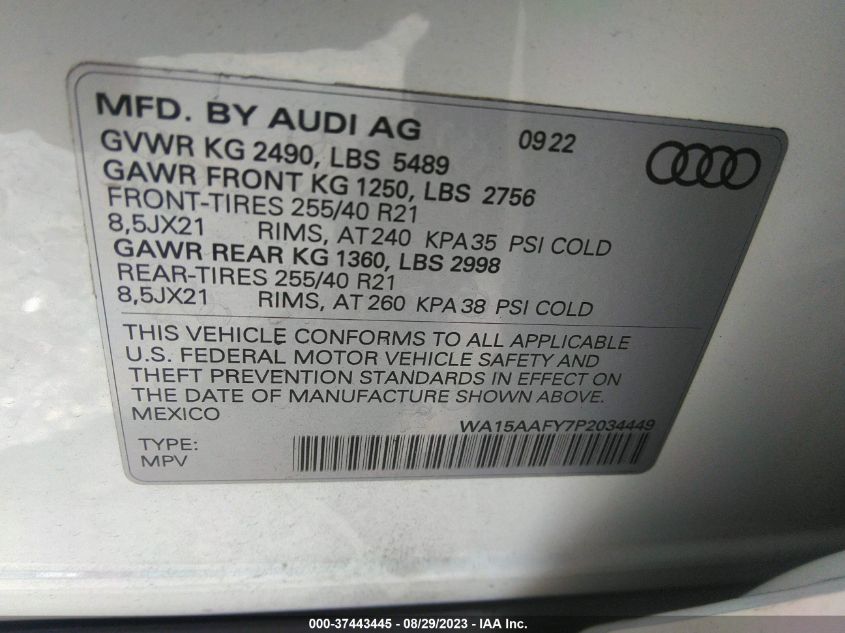 MFD. BY AUDI AG 09 22
GVWR KG 2490, LBS 5489
GAWR FRONT KG 1250, LBS 2756
FRONT-TIRES 255/40 R21
8,5JX21 RIMS, AT 240 KPA 35 PSI COLD
GAWR REAR KG 1360, LBS 2998
REAR-TIRES 255/40 R21
8,5JX21 RIMS, AT 260 KPA 38 PSI COLD
THIS VEHICLE CONFORMS TO ALL APPLICABLE
U.S. FEDERAL MOTOR VEHICLE SAFETY AND
THEFT PREVENTION STANDARDS IN EFFECT ON
THE DATE OF MANUFACTURE SHOWN ABOVE.
MEXICO
WA15AAFY7P2034449
TYPE:
MPV
000-37443445 - 08/29/2023 - IAA Inc.